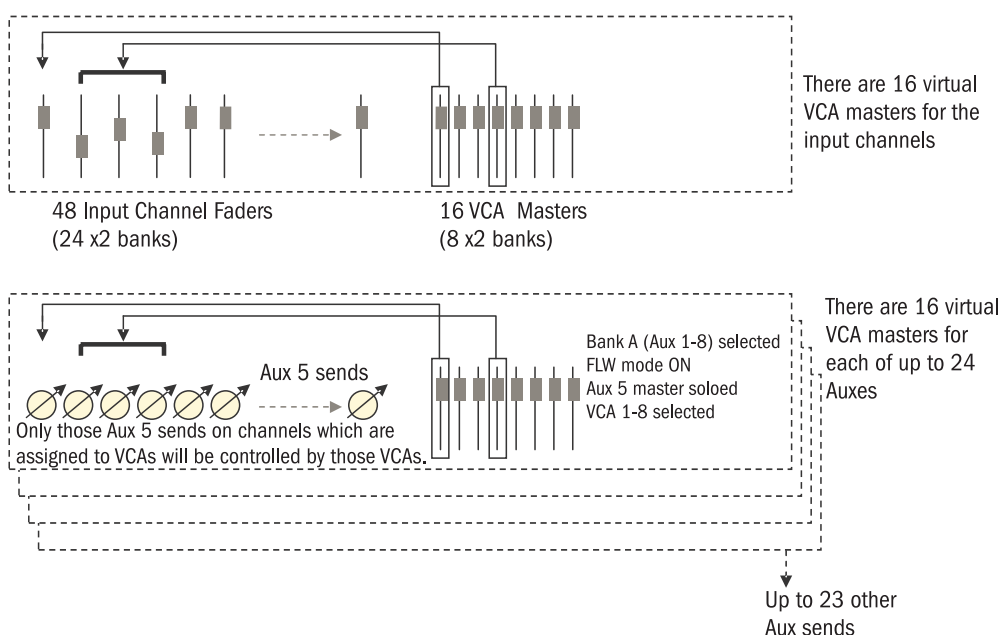 There are 16 virtual
VCA masters for the
input channels
48 Input Channel Faders
(24 x2 banks)
16 VCA Masters
(8 x2 banks)
There are 16 virtual
VCA masters for
each of up to 24
Auxes
Bank A (Aux 1-8) selected
FLW mode ON
Aux 5 master soloed
VCA 1-8 selected
Aux 5 sends
Only those Aux 5 sends on channels which are
assigned to VCAs will be controlled by those VCAs.
Up to 23 other
Aux sends